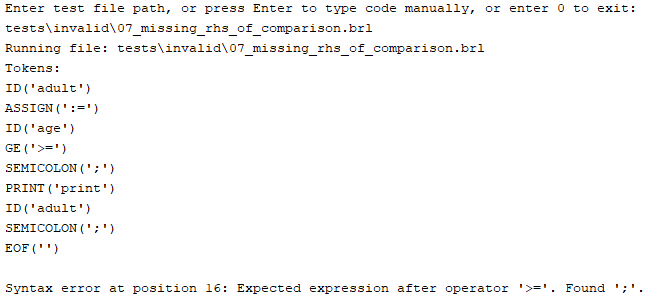 Enter test file path, or press Enter to type code manually, or enter 0 to exit:
tests\invalid\07_missing_rhs_of_comparison.brl
Running file: tests\invalid\07_missing_rhs_of_comparison.brl
Tokens:
ID('adult')
ASSIGN(':=')
ID('age')
GE('>=')
SEMICOLON(';')
PRINT('print')
ID('adult')
SEMICOLON(';')
EOF('')
Syntax error at position 16: Expected expression after operator '>='. Found ';'.